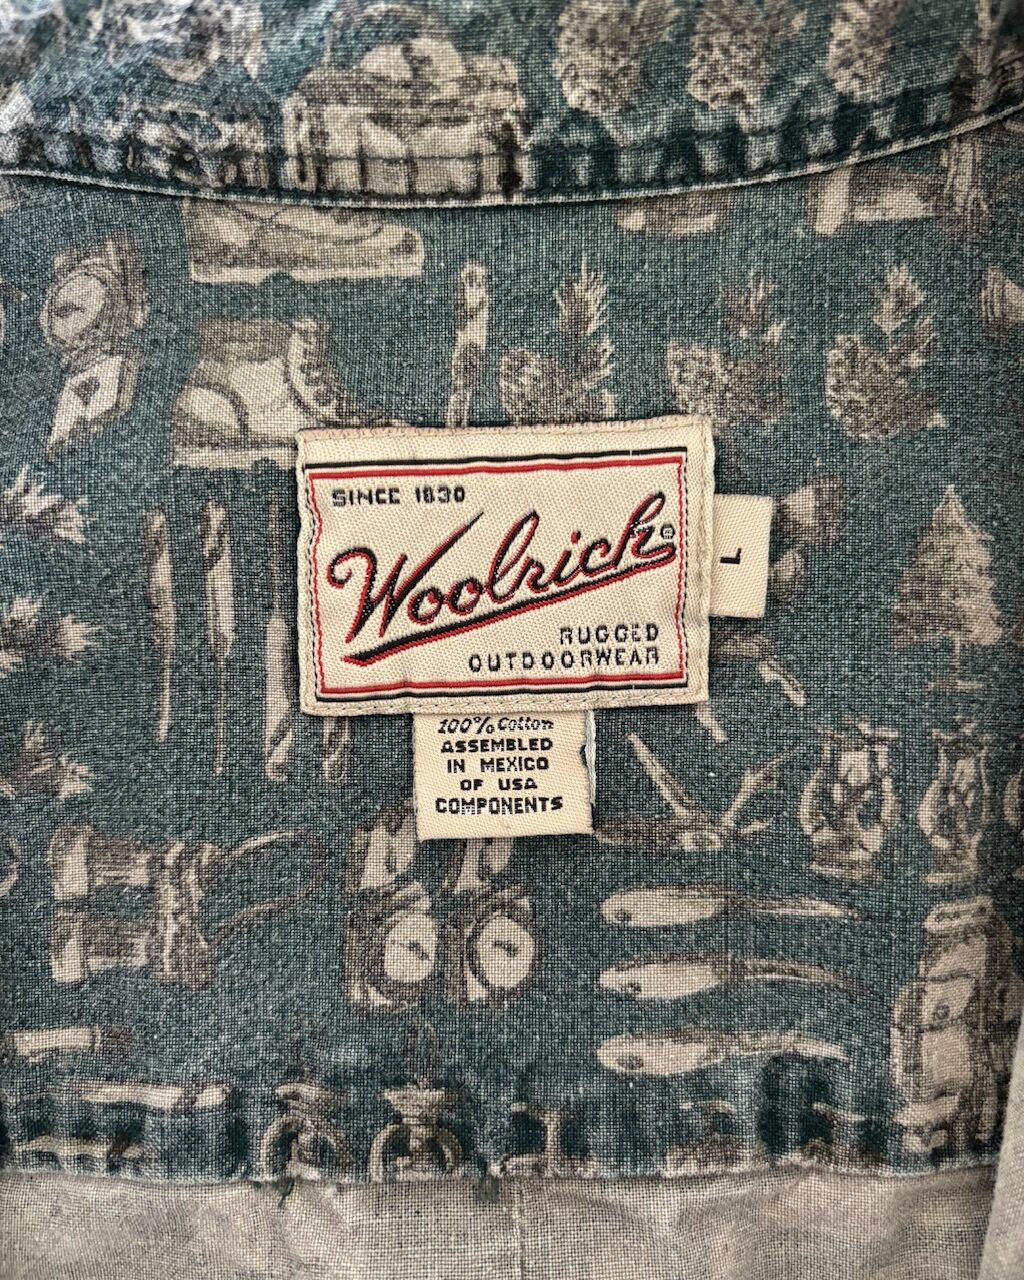 SINCE 1830
Woolrich®
RUGGED
OUTDOORWEAR
L
100% Cotton
ASSEMBLED
IN MEXICO
OF USA
COMPONENTS